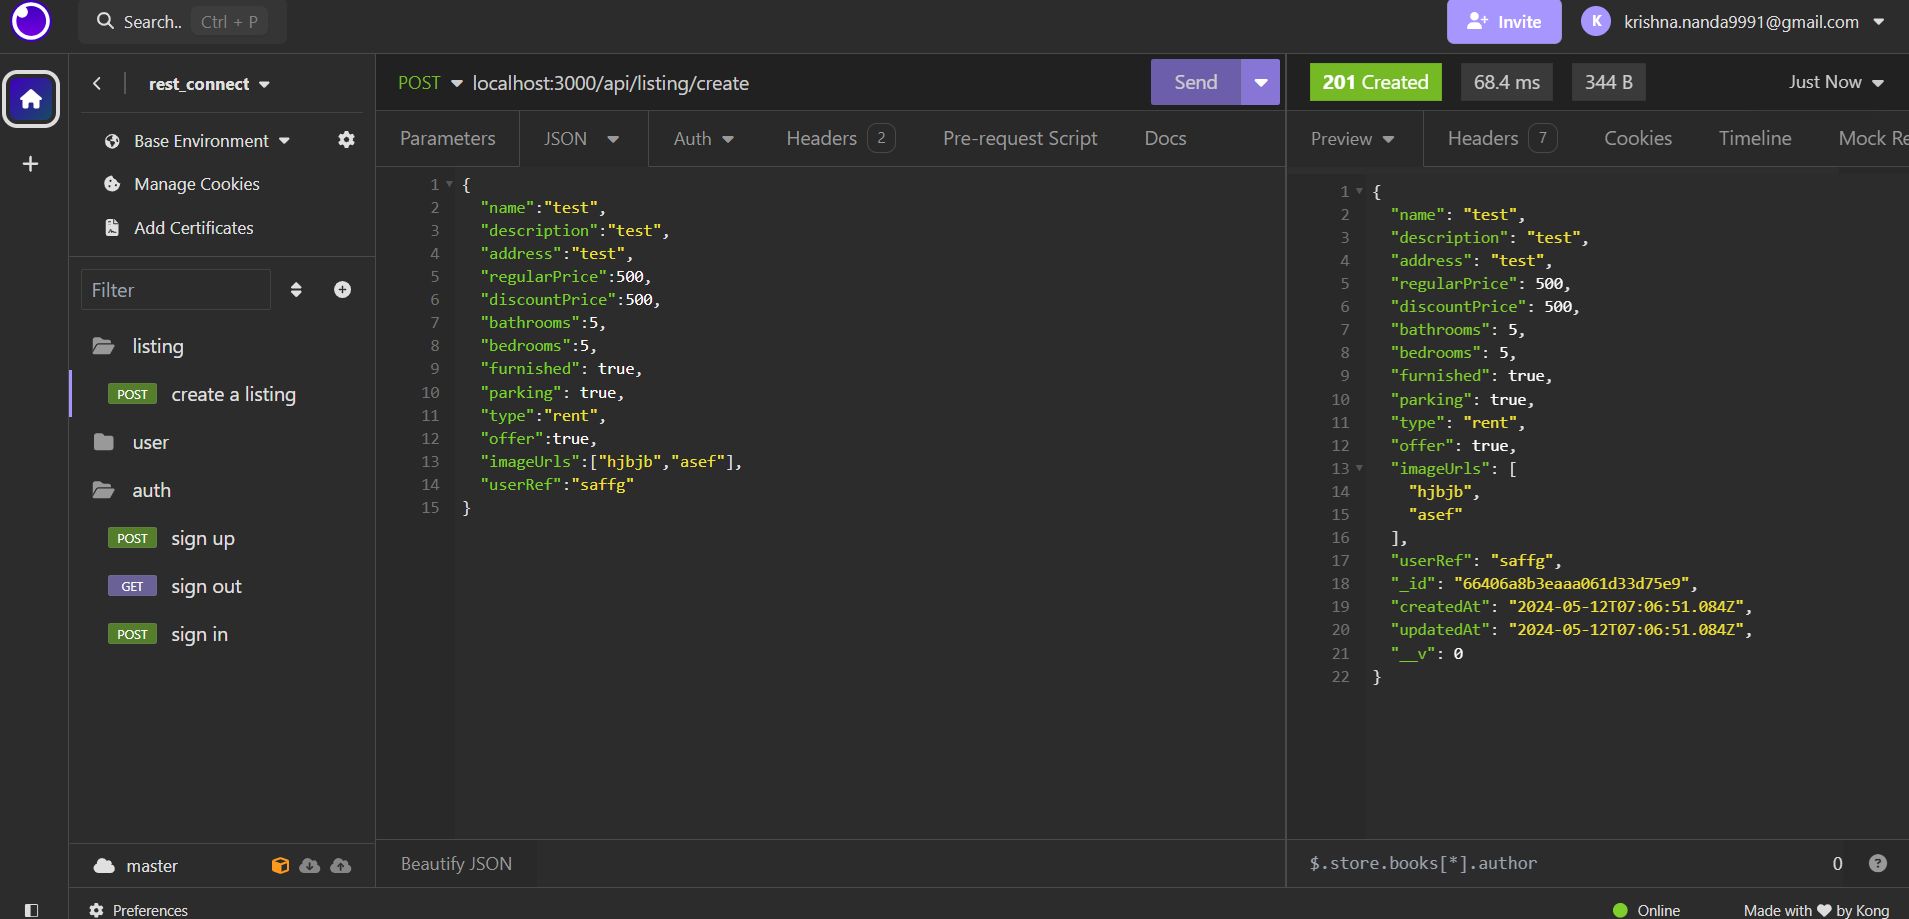 Search.. Ctrl + P
Invite
K krishna.nanda9991@gmail.com
rest_connect
POST localhost:3000/api/listing/create
Send
201 Created 68.4 ms 344 B Just Now
Base Environment
Manage Cookies
Add Certificates
Filter
listing
POST create a listing
user
auth
POST sign up
GET sign out
POST sign in
master
Preferences
Parameters JSON Auth Headers 2 Pre-request Script Docs
1 {
2 "name":"test",
3 "description":"test",
4 "address":"test",
5 "regularPrice":500,
6 "discountPrice":500,
7 "bathrooms":5,
8 "bedrooms":5,
9 "furnished": true,
10 "parking": true,
11 "type":"rent",
12 "offer":true,
13 "imageUrls":["hjbjb","asef"],
14 "userRef":"saffg"
15 }
Beautify JSON
Preview Headers 7 Cookies Timeline Mock Re
1 {
2 "name": "test",
3 "description": "test",
4 "address": "test",
5 "regularPrice": 500,
6 "discountPrice": 500,
7 "bathrooms": 5,
8 "bedrooms": 5,
9 "furnished": true,
10 "parking": true,
11 "type": "rent",
12 "offer": true,
13 "imageUrls": [
14 "hjbjb",
15 "asef"
16 ],
17 "userRef": "saffg",
18 "_id": "66406a8b3eaaa061d33d75e9",
19 "createdAt": "2024-05-12T07:06:51.084Z",
20 "updatedAt": "2024-05-12T07:06:51.084Z",
21 "__v": 0
22 }
$.store.books[*].author 0 ?
Online Made with ❤ by Kong